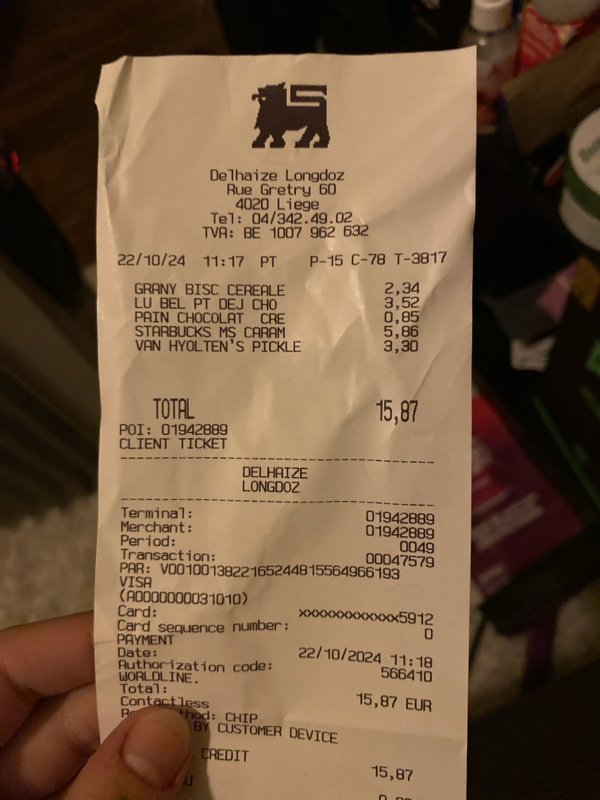 Delhaize Longdoz
Rue Gretry 60
4020 Liege
Tel: 04/342.49.02
TVA: BE 1007 962 632
22/10/24 11:17 PT P-15 C-78 T-3817
GRANY BISC CEREALE 2,34
LU BEL PT DEJ CHO 3,52
PAIN CHOCOLAT CRE 0,85
STARBUCKS MS CARAM 5,86
VAN HYOLTEN'S PICKLE 3,30
TOTAL 15,87
POI: 01942889
CLIENT TICKET
DELHAIZE
LONGDOZ
Terminal: 01942889
Merchant: 01942889
Period: 0049
Transaction: 00047579
PAR: V0010013822165244815564966193
VISA
(A0000000031010)
Card: xxxxxxxxxxxx5912
Card sequence number: 0
PAYMENT
Date: 22/10/2024 11:18
Authorization code: 566410
WORLDLINE.
Total: 15,87 EUR
Contactless
CHIP
BY CUSTOMER DEVICE
CREDIT 15,87